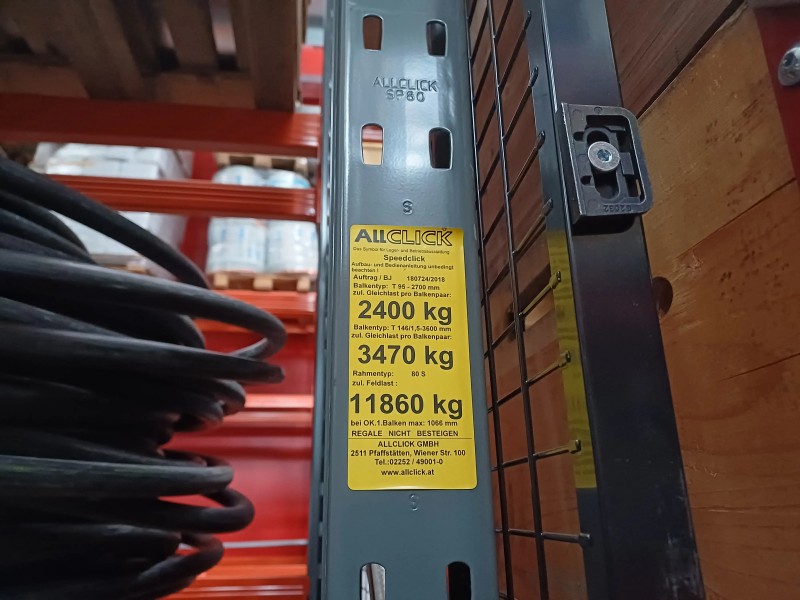 ALLCLICK
SP80
S
ALLCLICK
Das Symbol für Lager- und Betriebsausstattung
Speedclick
Aufbau- und Bedienanleitung unbedingt
beachten !
Auftrag / BJ 180724/2018
Balkentyp: T 95 - 2700 mm
zul. Gleichlast pro Balkenpaar:
2400 kg
Balkentyp: T 146/1,5-3600 mm
zul. Gleichlast pro Balkenpaar:
3470 kg
Rahmentyp: 80 S
zul. Feldlast :
11860 kg
bei OK.1.Balken max: 1066 mm
REGALE NICHT BESTEIGEN
ALLCLICK GMBH
2511 Pfaffstätten, Wiener Str. 100
Tel.:02252 / 49001-0
www.allclick.at
S